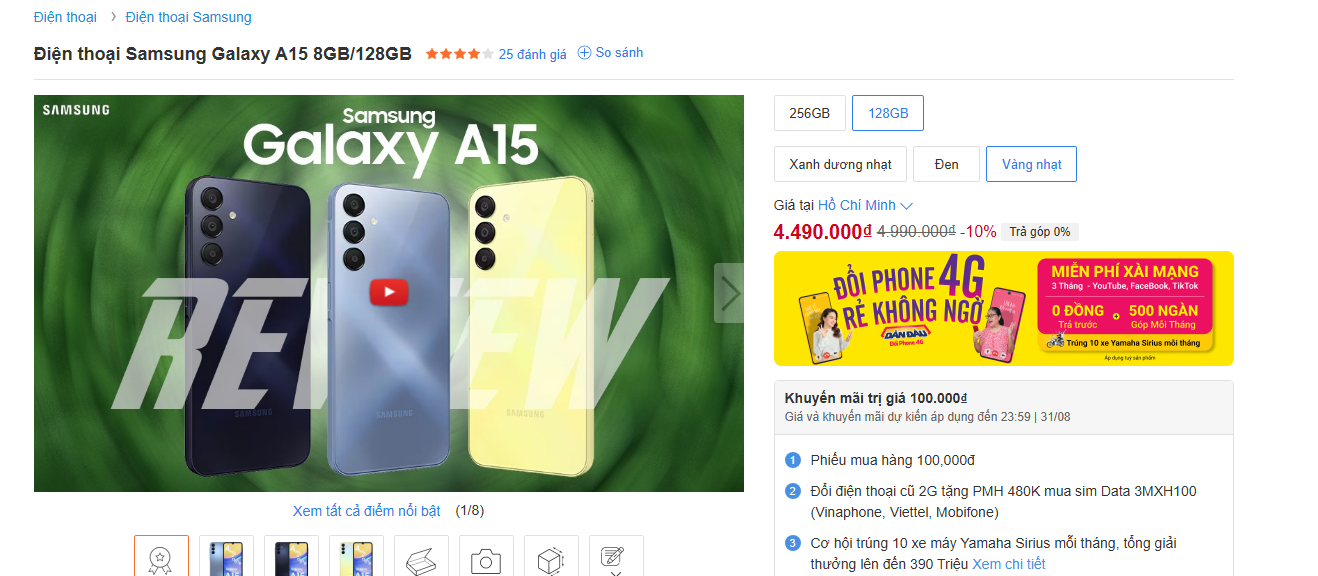 Điện thoại › Điện thoại Samsung
Điện thoại Samsung Galaxy A15 8GB/128GB 25 đánh giá So sánh
SAMSUNG
Samsung
Galaxy A15
REVIEW
SAMSUNG SAMSUNG SAMSUNG
Xem tất cả điểm nổi bật (1/8)
256GB 128GB
Xanh dương nhạt Đen Vàng nhạt
Giá tại Hồ Chí Minh
4.490.000₫ 4.990.000₫ -10% Trả góp 0%
ĐỔI PHONE 4G
RẺ KHÔNG NGỜ
DẪN ĐẦU
Đổi Phone 4G
MIỄN PHÍ XÀI MẠNG
3 Tháng - YouTube, FaceBook, TikTok
0 ĐỒNG 500 NGÀN
Trả trước Góp Mỗi Tháng
Trúng 10 xe Yamaha Sirius mỗi tháng
Áp dụng tuỳ sản phẩm
Khuyến mãi trị giá 100.000₫
Giá và khuyến mãi dự kiến áp dụng đến 23:59 | 31/08
1 Phiếu mua hàng 100,000đ
2 Đổi điện thoại cũ 2G tặng PMH 480K mua sim Data 3MXH100
(Vinaphone, Viettel, Mobifone)
3 Cơ hội trúng 10 xe máy Yamaha Sirius mỗi tháng, tổng giải
thưởng lên đến 390 Triệu Xem chi tiết